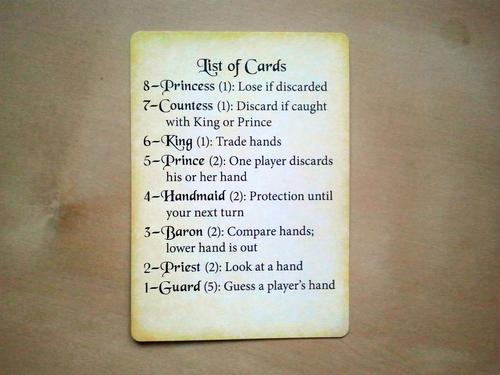 List of Cards
8–Princess (1): Lose if discarded
7–Countess (1): Discard if caught
with King or Prince
6–King (1): Trade hands
5–Prince (2): One player discards
his or her hand
4–Handmaid (2): Protection until
your next turn
3–Baron (2): Compare hands;
lower hand is out
2–Priest (2): Look at a hand
1–Guard (5): Guess a player's hand